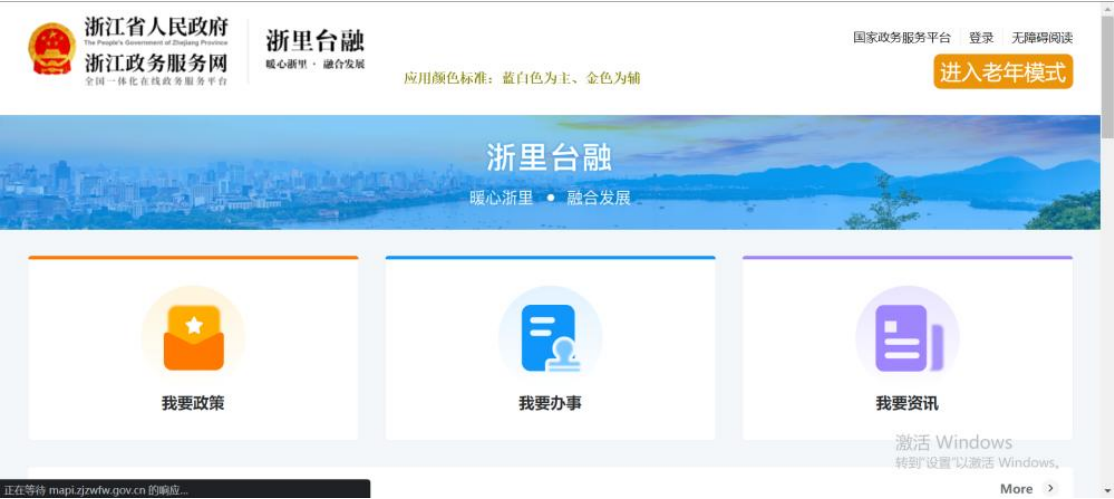 浙江省人民政府
The People's Government of Zhejiang Province
浙江政务服务网
全国一体化在线政务服务平台
浙里台融
暖心浙里 · 融合发展
应用颜色标准：蓝白色为主、金色为辅
国家政务服务平台 登录 无障碍阅读
进入老年模式
浙里台融
暖心浙里 ● 融合发展
我要政策 我要办事 我要资讯
激活 Windows
转到"设置"以激活 Windows。
正在等待 mapi.zjzwfw.gov.cn 的响应...
More >